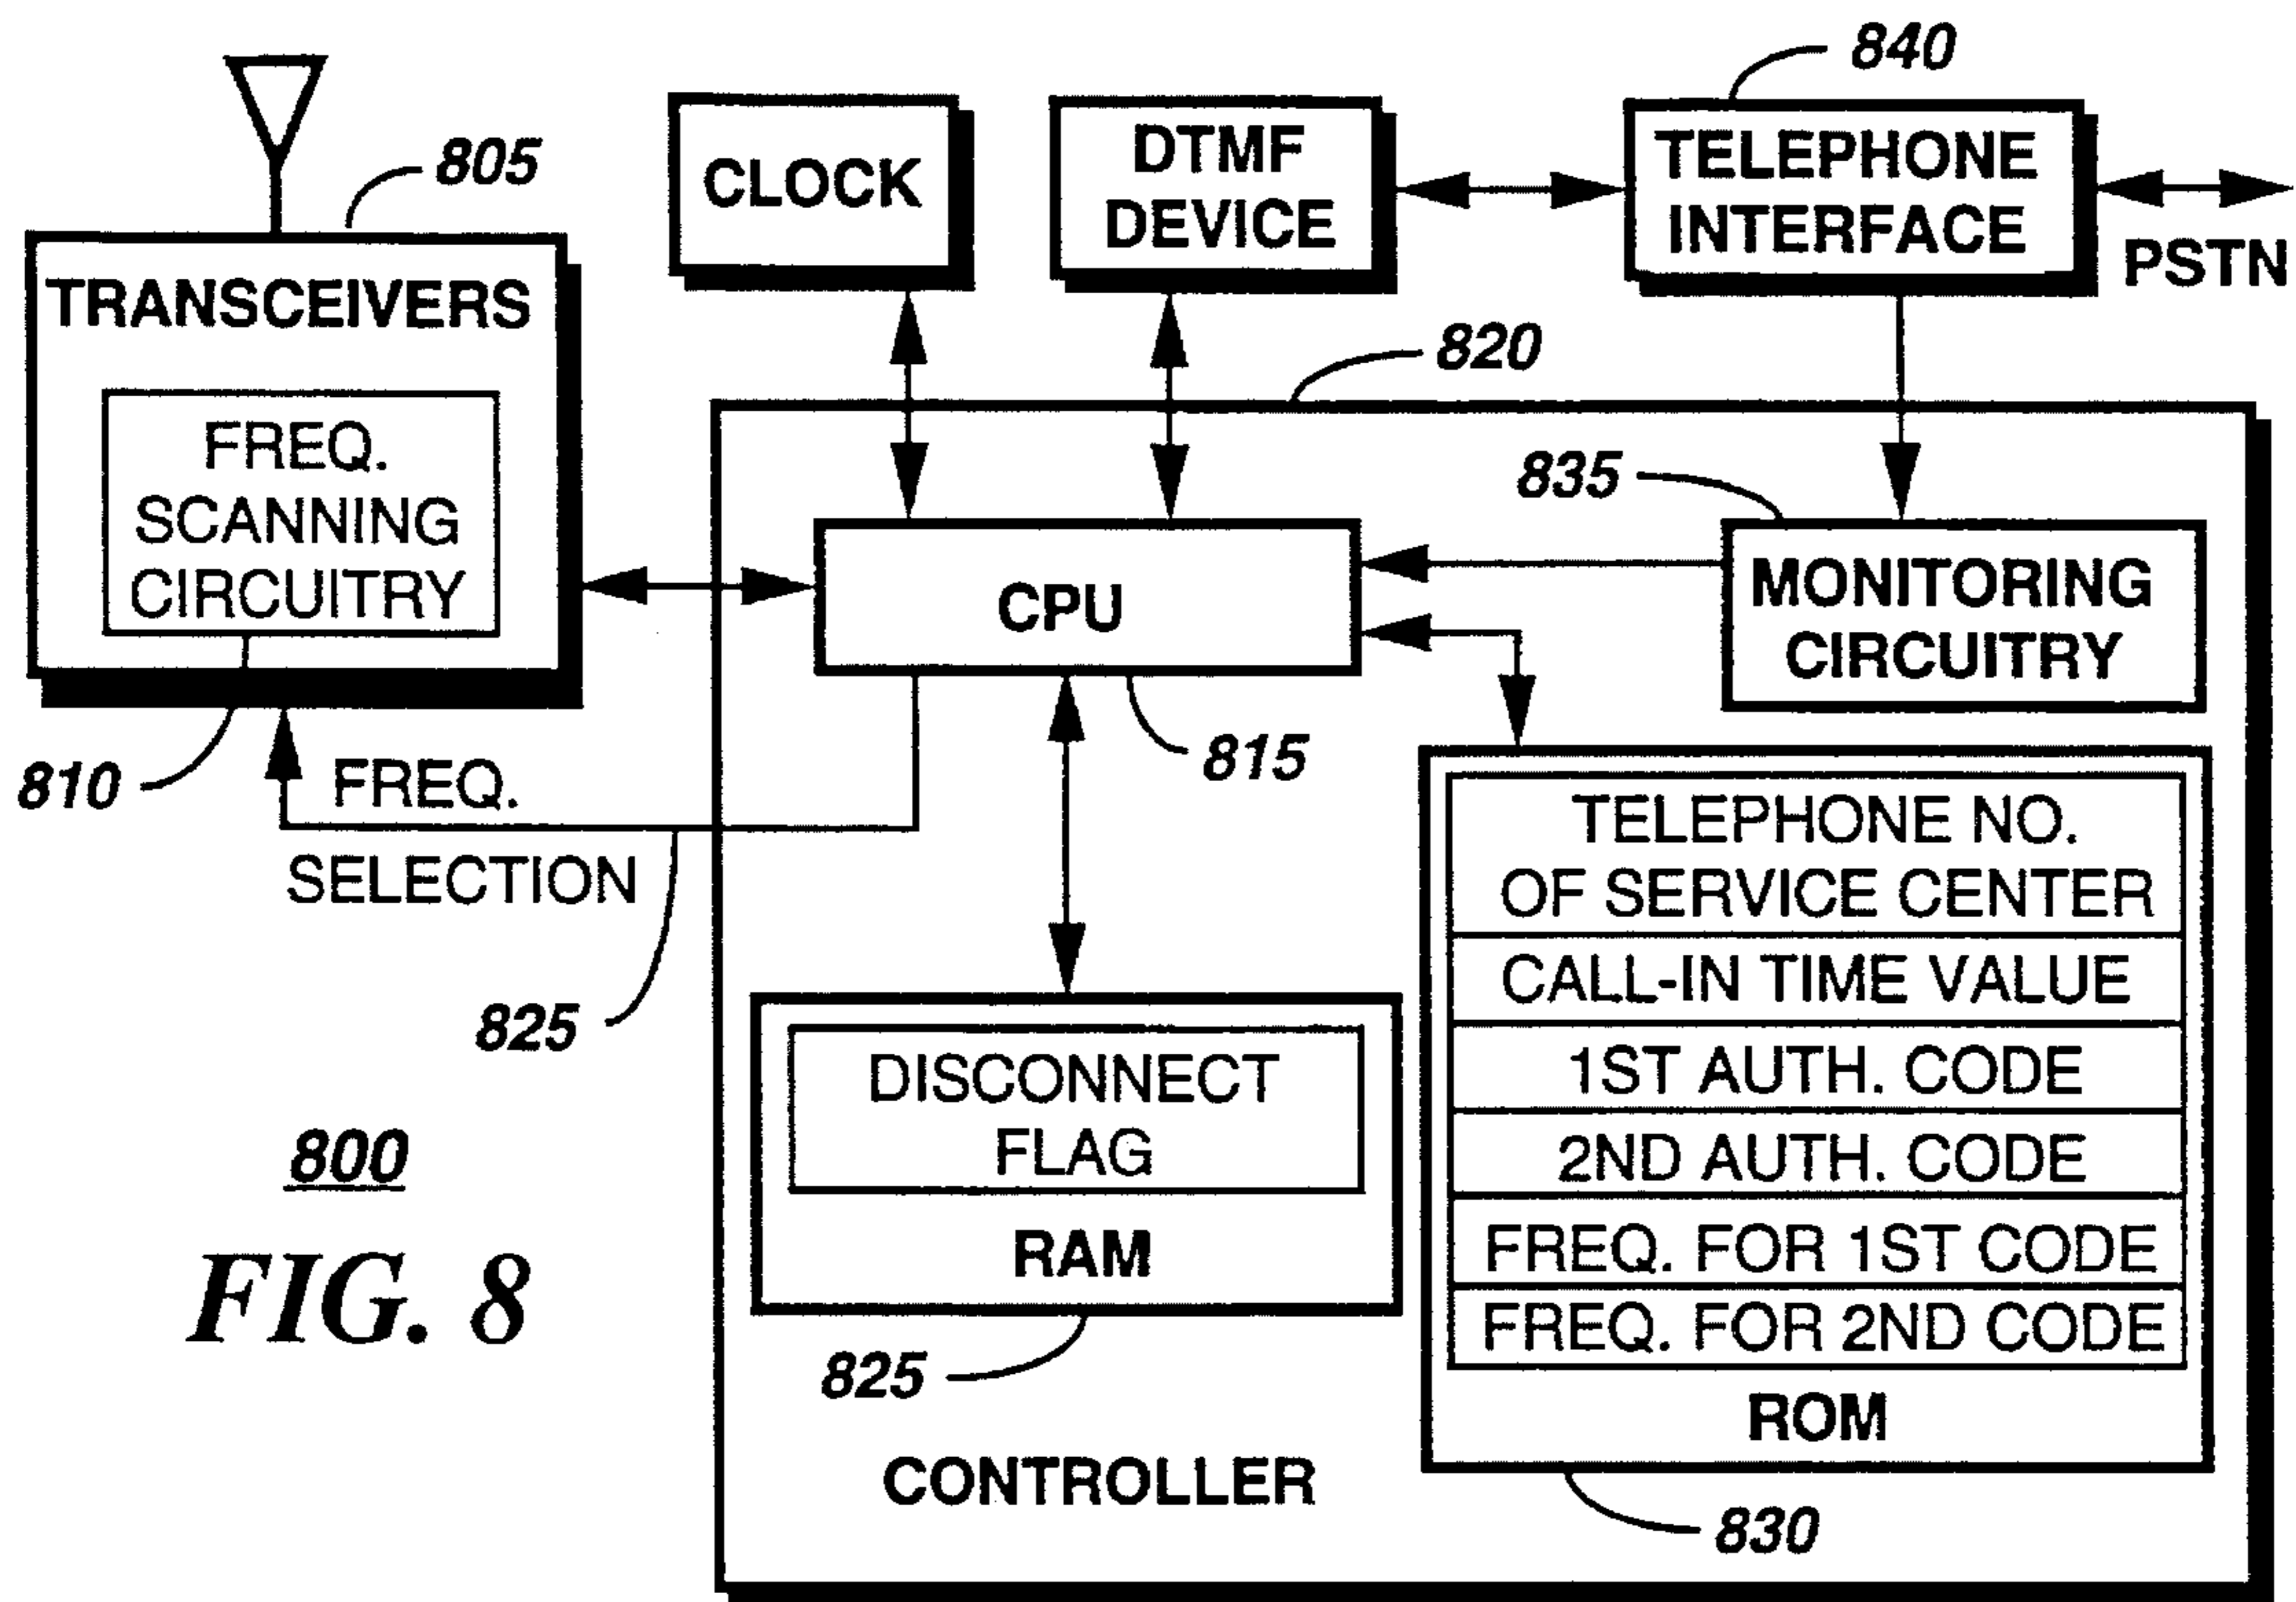 840
805
CLOCK
DTMF
DEVICE
TELEPHONE
INTERFACE
PSTN
TRANSCEIVERS
FREQ.
SCANNING
CIRCUITRY
820
835
CPU
MONITORING
CIRCUITRY
810
FREQ.
SELECTION
815
825
TELEPHONE NO.
OF SERVICE CENTER
CALL-IN TIME VALUE
1ST AUTH. CODE
2ND AUTH. CODE
FREQ. FOR 1ST CODE
FREQ. FOR 2ND CODE
ROM
DISCONNECT
FLAG
RAM
825
CONTROLLER
830
800
FIG. 8